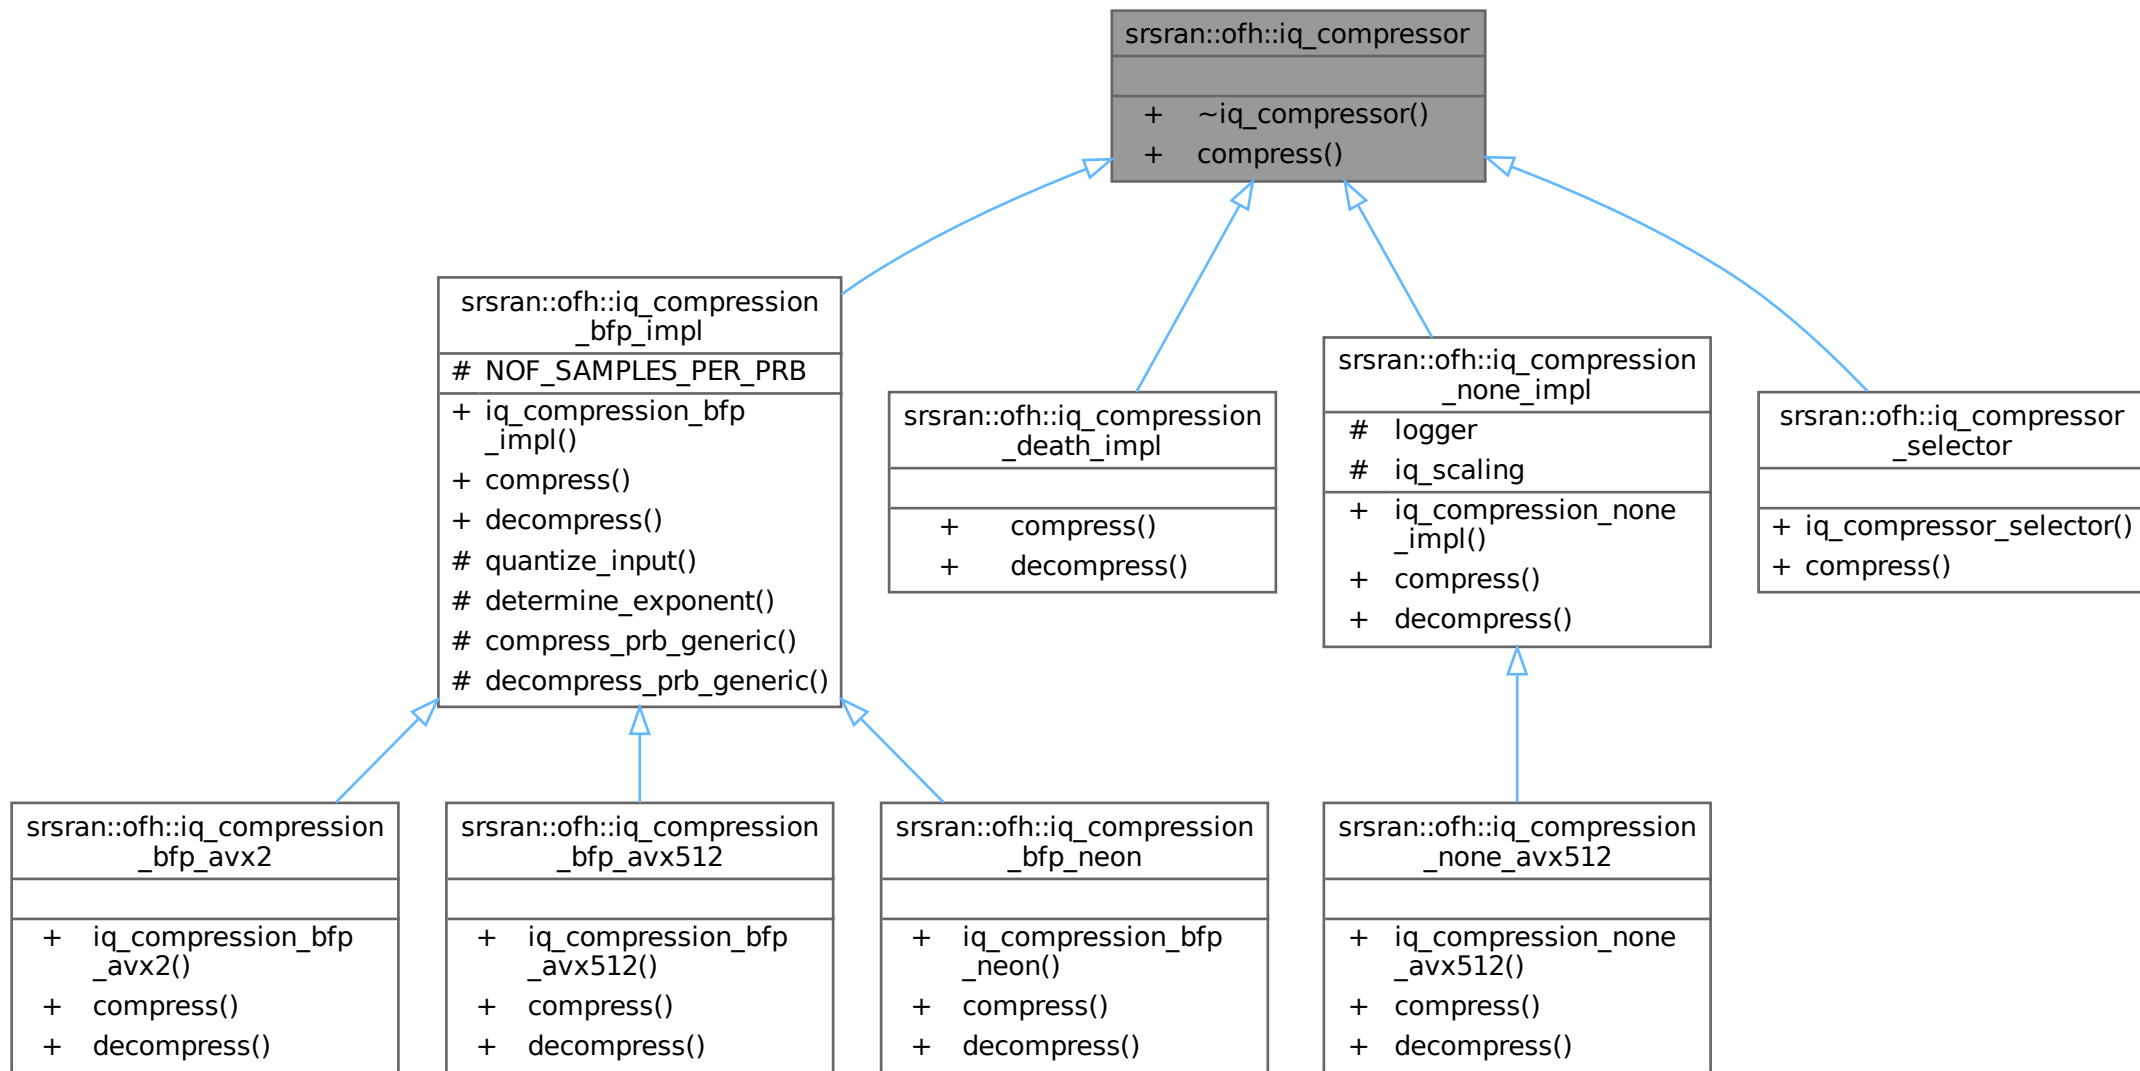 srsran::ofh::iq_compressor
+ ~iq_compressor()
+ compress()
srsran::ofh::iq_compression
_bfp_impl
# NOF_SAMPLES_PER_PRB
+ iq_compression_bfp
_impl()
+ compress()
+ decompress()
# quantize_input()
# determine_exponent()
# compress_prb_generic()
# decompress_prb_generic()
srsran::ofh::iq_compression
_death_impl
+ compress()
+ decompress()
srsran::ofh::iq_compression
_none_impl
# logger
# iq_scaling
+ iq_compression_none
_impl()
+ compress()
+ decompress()
srsran::ofh::iq_compressor
_selector
+ iq_compressor_selector()
+ compress()
srsran::ofh::iq_compression
_bfp_avx2
+ iq_compression_bfp
_avx2()
+ compress()
+ decompress()
srsran::ofh::iq_compression
_bfp_avx512
+ iq_compression_bfp
_avx512()
+ compress()
+ decompress()
srsran::ofh::iq_compression
_bfp_neon
+ iq_compression_bfp
_neon()
+ compress()
+ decompress()
srsran::ofh::iq_compression
_none_avx512
+ iq_compression_none
_avx512()
+ compress()
+ decompress()